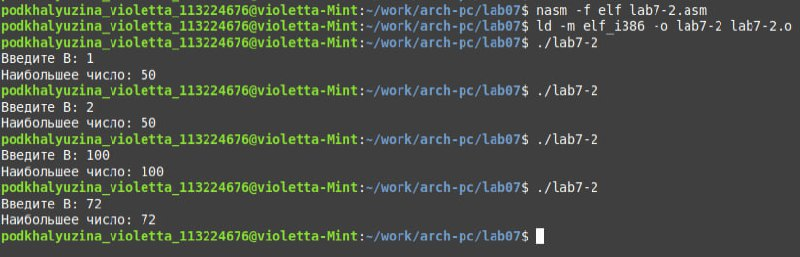 podkhalyuzina_violetta_113224676@violetta-Mint:~/work/arch-pc/lab07$ nasm -f elf lab7-2.asm
podkhalyuzina_violetta_113224676@violetta-Mint:~/work/arch-pc/lab07$ ld -m elf_i386 -o lab7-2 lab7-2.o
podkhalyuzina_violetta_113224676@violetta-Mint:~/work/arch-pc/lab07$ ./lab7-2
Введите B: 1
Наибольшее число: 50
podkhalyuzina_violetta_113224676@violetta-Mint:~/work/arch-pc/lab07$ ./lab7-2
Введите B: 2
Наибольшее число: 50
podkhalyuzina_violetta_113224676@violetta-Mint:~/work/arch-pc/lab07$ ./lab7-2
Введите B: 100
Наибольшее число: 100
podkhalyuzina_violetta_113224676@violetta-Mint:~/work/arch-pc/lab07$ ./lab7-2
Введите B: 72
Наибольшее число: 72
podkhalyuzina_violetta_113224676@violetta-Mint:~/work/arch-pc/lab07$